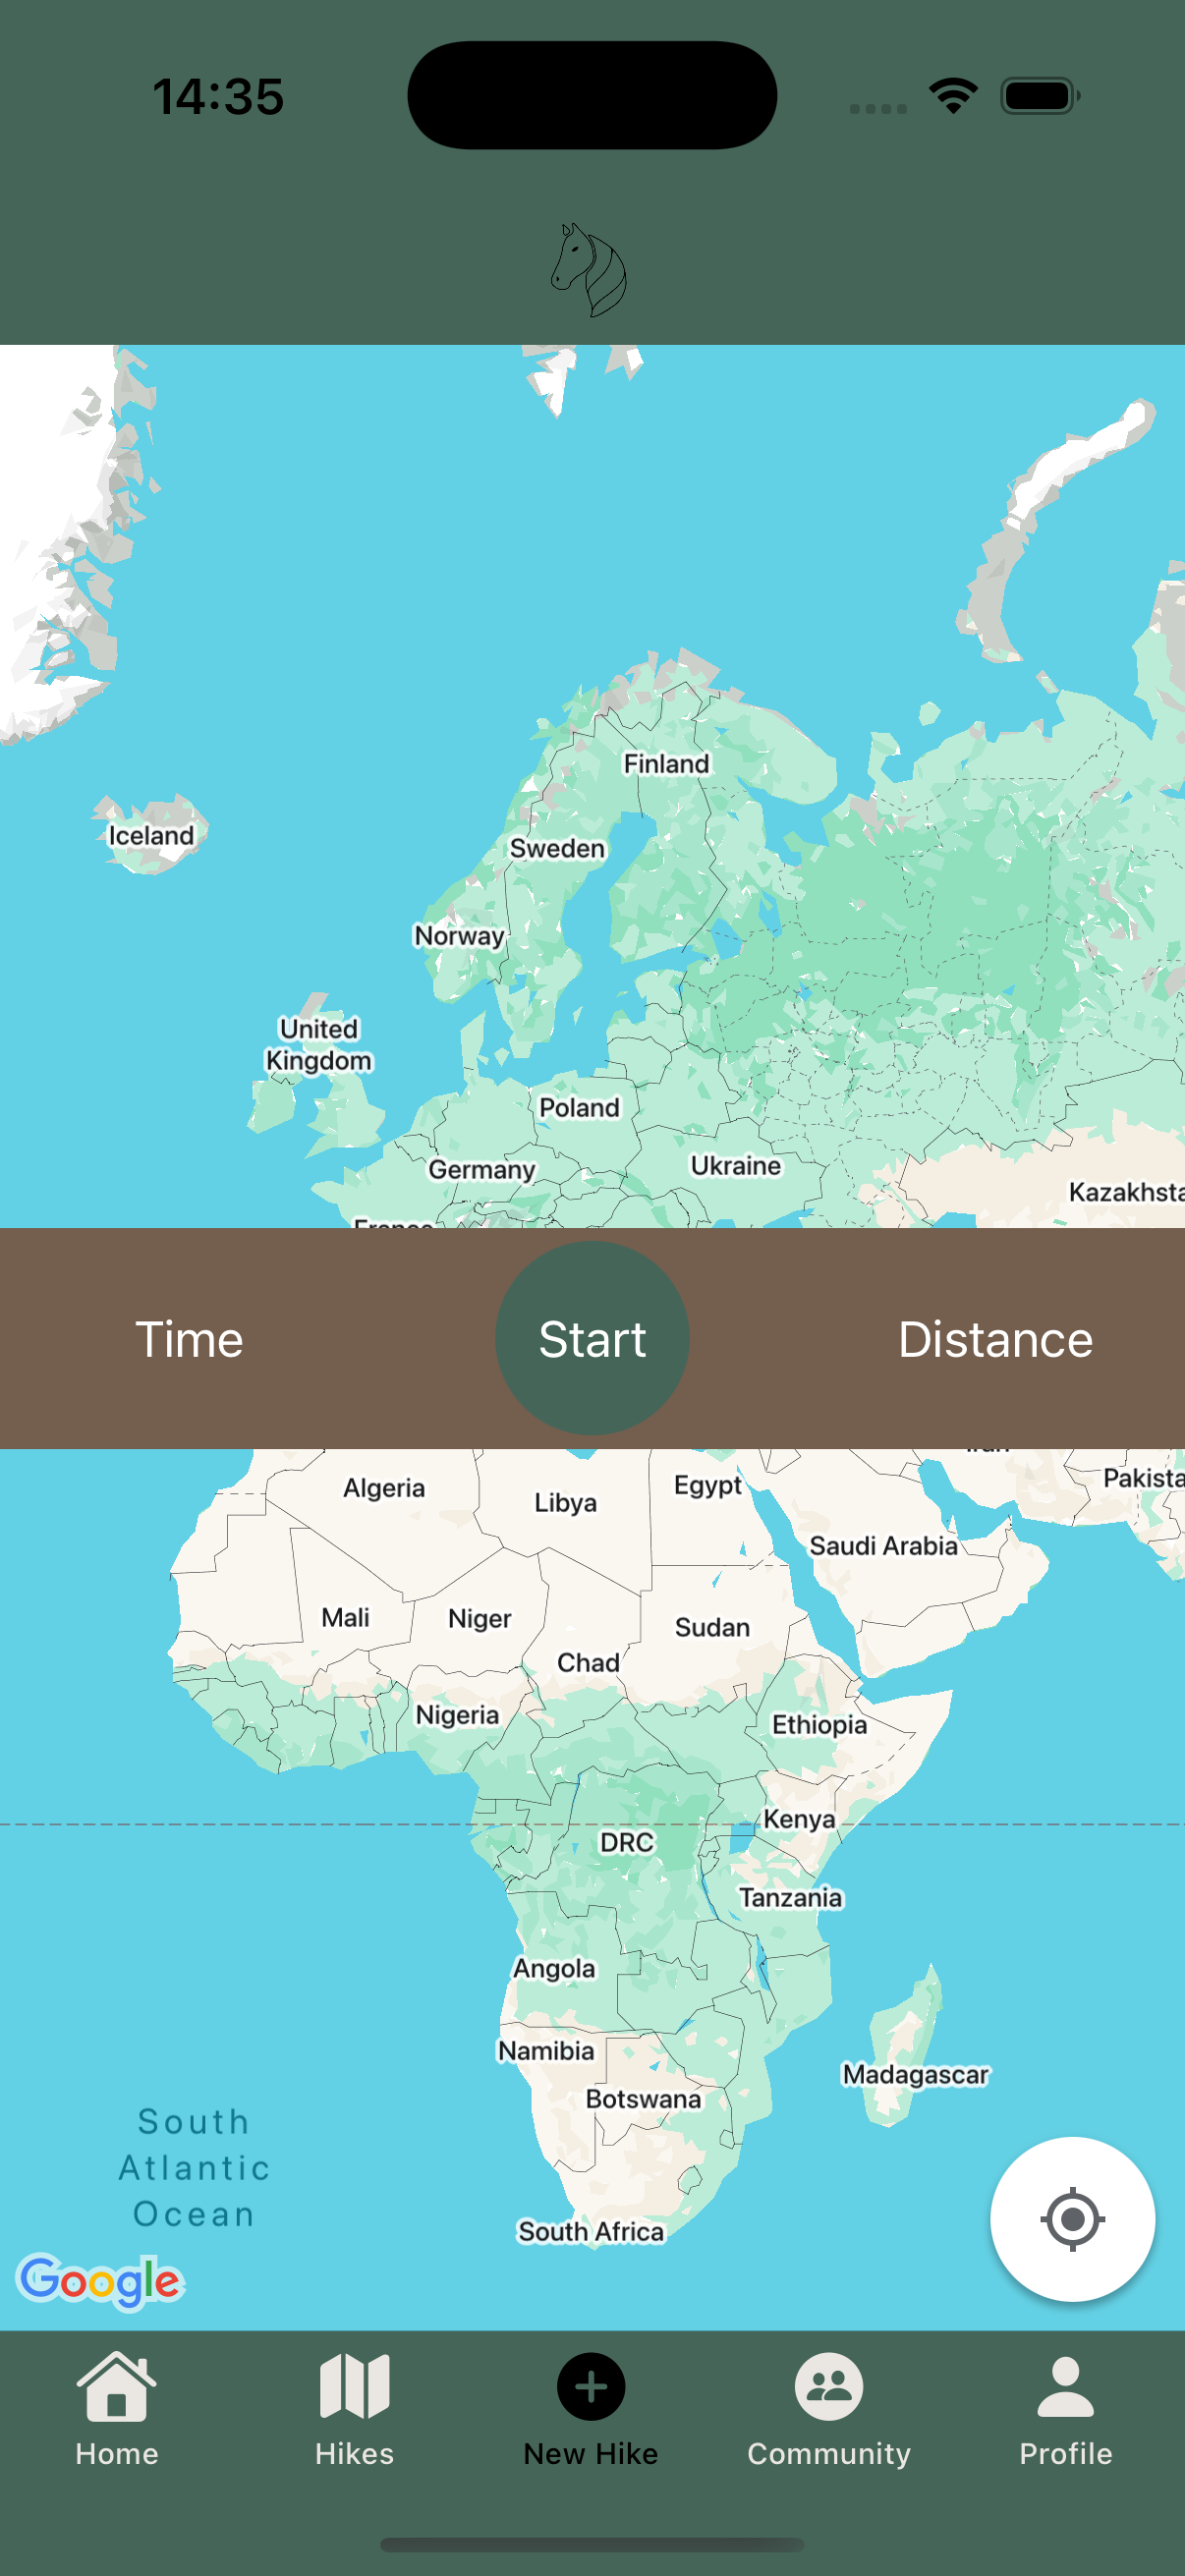 14:35
Finland
Iceland
Sweden
Norway
United
Kingdom
Poland
Germany
Ukraine
Kazakhsta
France
Time
Start
Distance
Iran
Algeria
Libya
Egypt
Pakista
Saudi Arabia
Mali
Niger
Sudan
Chad
Nigeria
Ethiopia
Kenya
DRC
Tanzania
Angola
Namibia
Madagascar
Botswana
South
Atlantic
Ocean
South Africa
Google
Home
Hikes
New Hike
Community
Profile